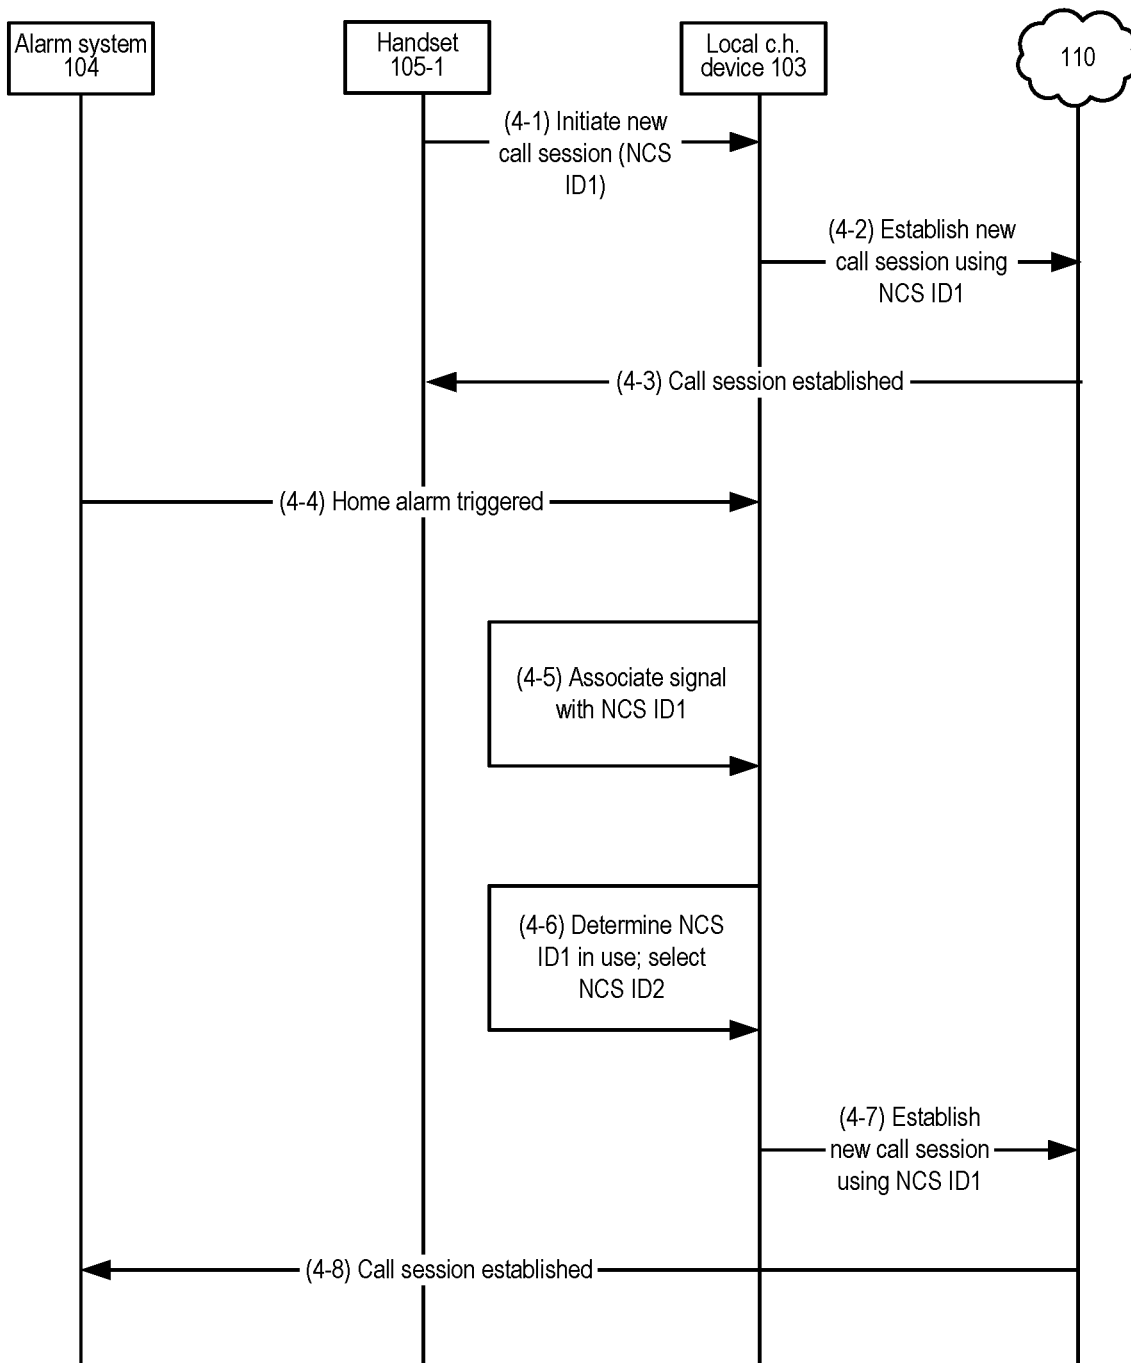 Alarm system
104
Handset
105-1
Local c.h.
device 103
110
(4-1) Initiate new
call session (NCS
ID1)
(4-2) Establish new
call session using
NCS ID1
(4-3) Call session established
(4-4) Home alarm triggered
(4-5) Associate signal
with NCS ID1
(4-6) Determine NCS
ID1 in use; select
NCS ID2
(4-7) Establish
new call session
using NCS ID1
(4-8) Call session established